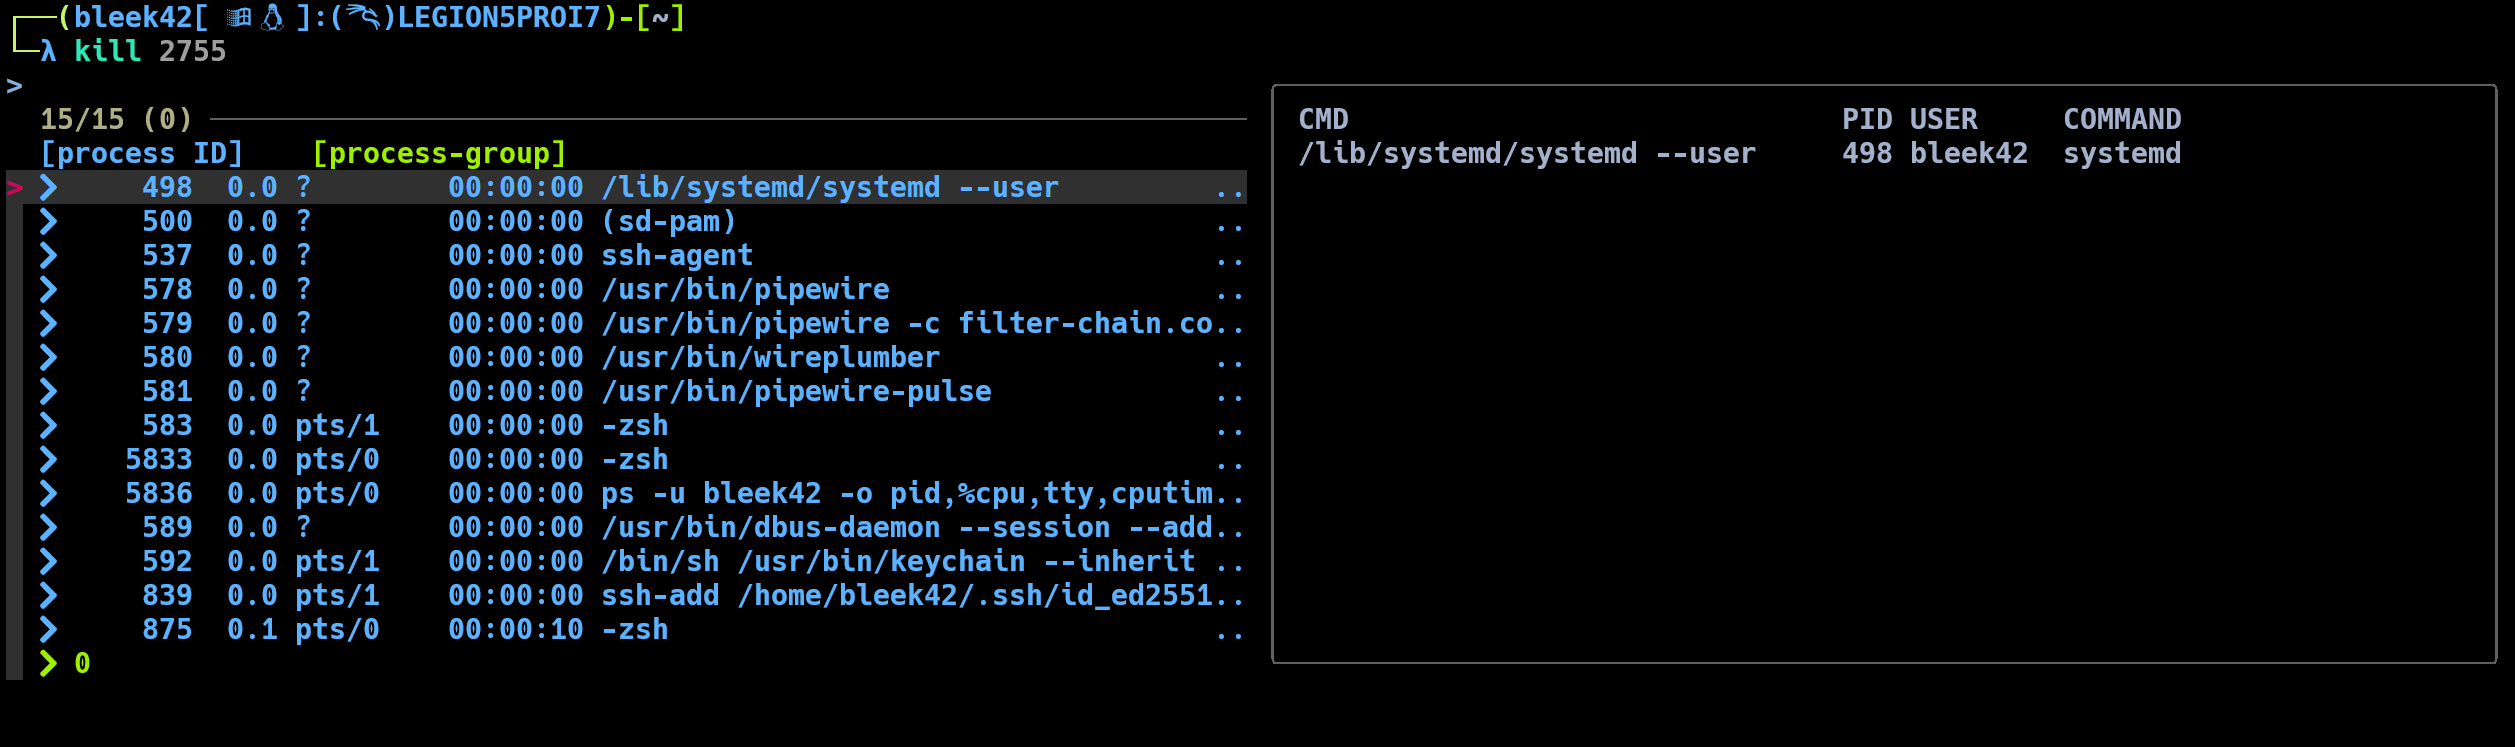 (bleek42[ ]:()LEGION5PROI7)-[~]
λ kill 2755
>
15/15 (0)
[process ID] [process-group]
> 498 0.0 ? 00:00:00 /lib/systemd/systemd --user ..
500 0.0 ? 00:00:00 (sd-pam) ..
537 0.0 ? 00:00:00 ssh-agent ..
578 0.0 ? 00:00:00 /usr/bin/pipewire ..
579 0.0 ? 00:00:00 /usr/bin/pipewire -c filter-chain.co..
580 0.0 ? 00:00:00 /usr/bin/wireplumber ..
581 0.0 ? 00:00:00 /usr/bin/pipewire-pulse ..
583 0.0 pts/1 00:00:00 -zsh ..
5833 0.0 pts/0 00:00:00 -zsh ..
5836 0.0 pts/0 00:00:00 ps -u bleek42 -o pid,%cpu,tty,cputim..
589 0.0 ? 00:00:00 /usr/bin/dbus-daemon --session --add..
592 0.0 pts/1 00:00:00 /bin/sh /usr/bin/keychain --inherit ..
839 0.0 pts/1 00:00:00 ssh-add /home/bleek42/.ssh/id_ed2551..
875 0.1 pts/0 00:00:10 -zsh ..
0
CMD PID USER COMMAND
/lib/systemd/systemd --user 498 bleek42 systemd